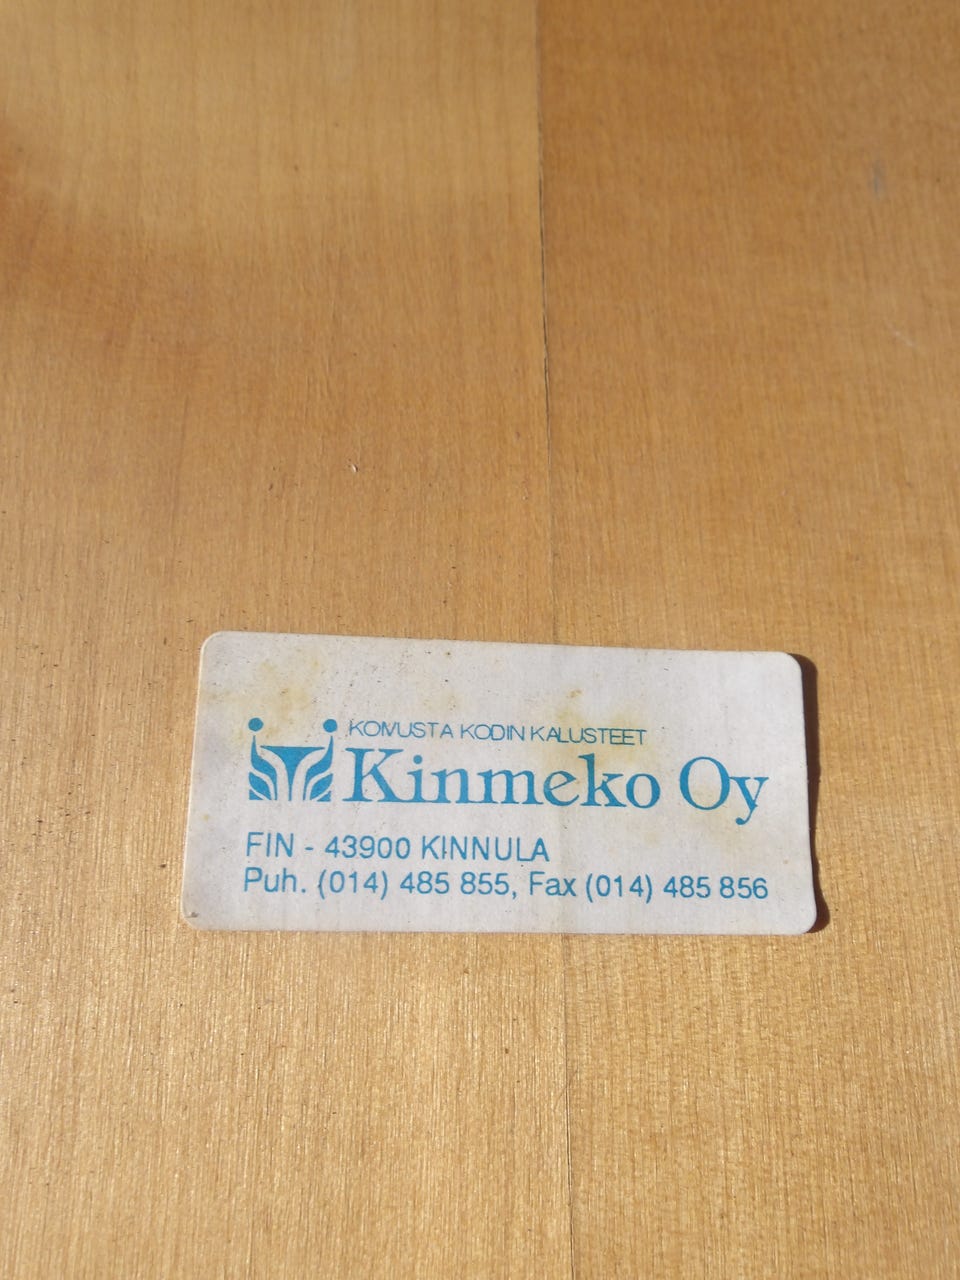 KOMUSTA KODIN KALUSTEET
Kinmeko Oy
FIN - 43900 KINNULA
Puh. (014) 485 855, Fax (014) 485 856